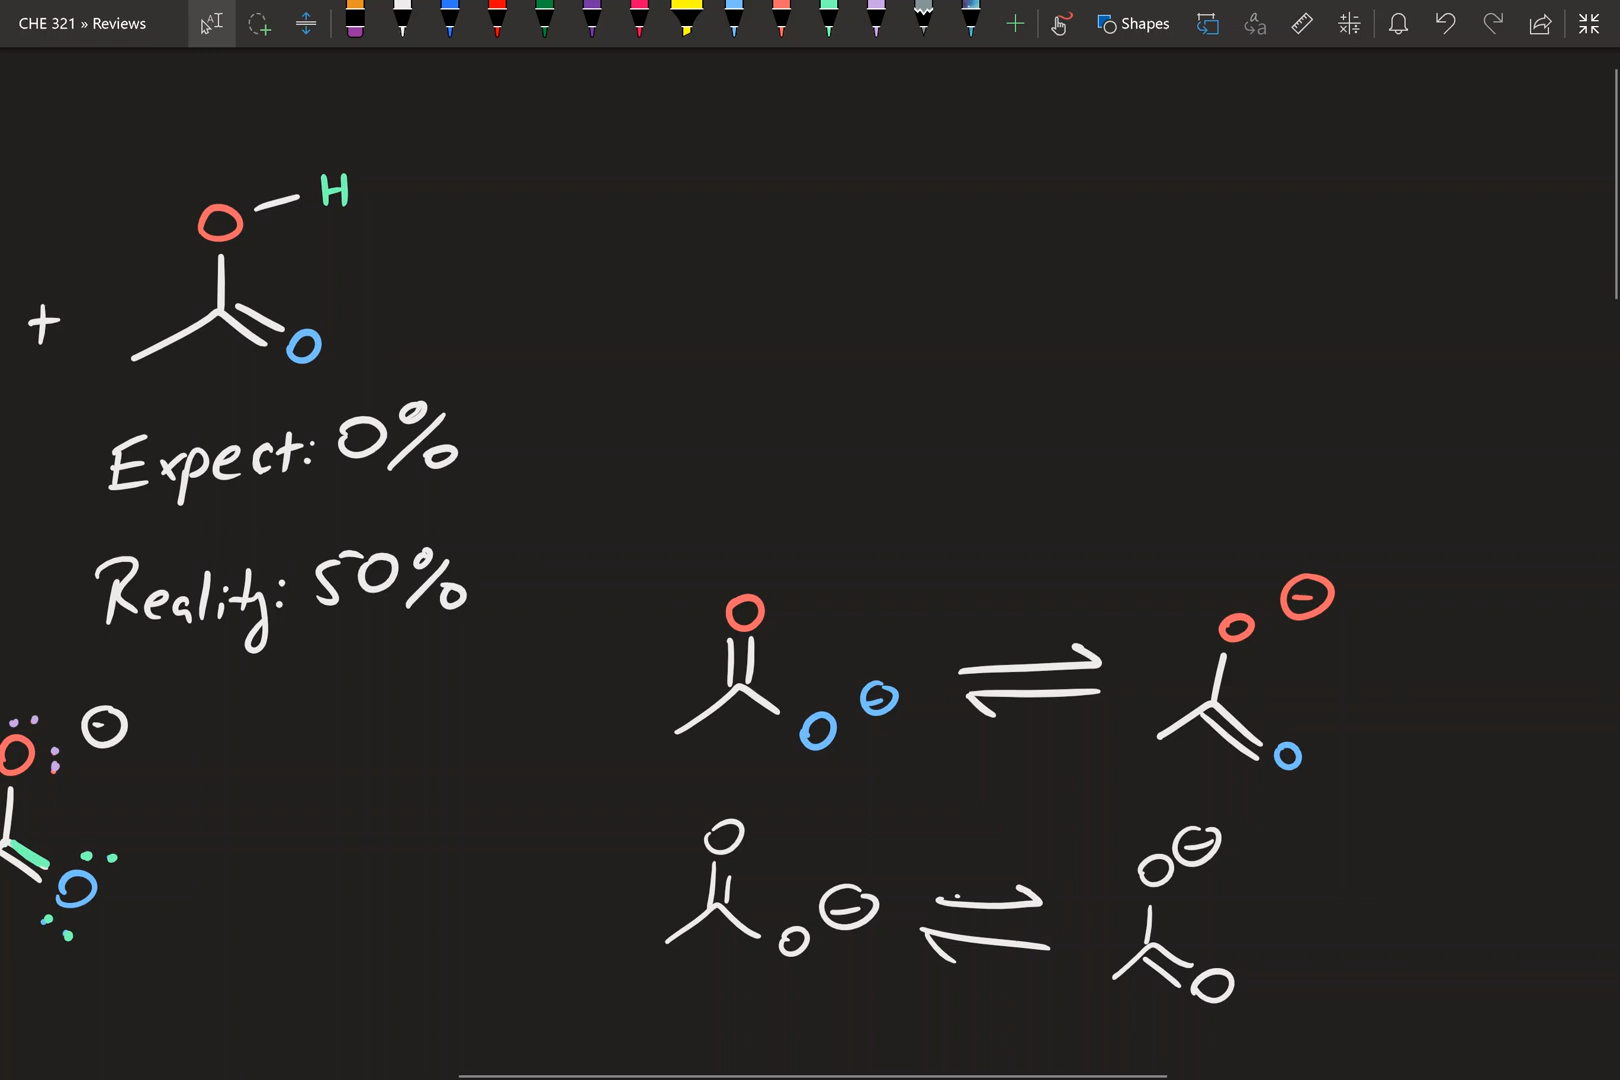 CHE 321 » Reviews
Shapes
O H
+
O
Expect: 0%
Reality: 50%
O O -
O O -
O - O
O -
O
O O -
O O -